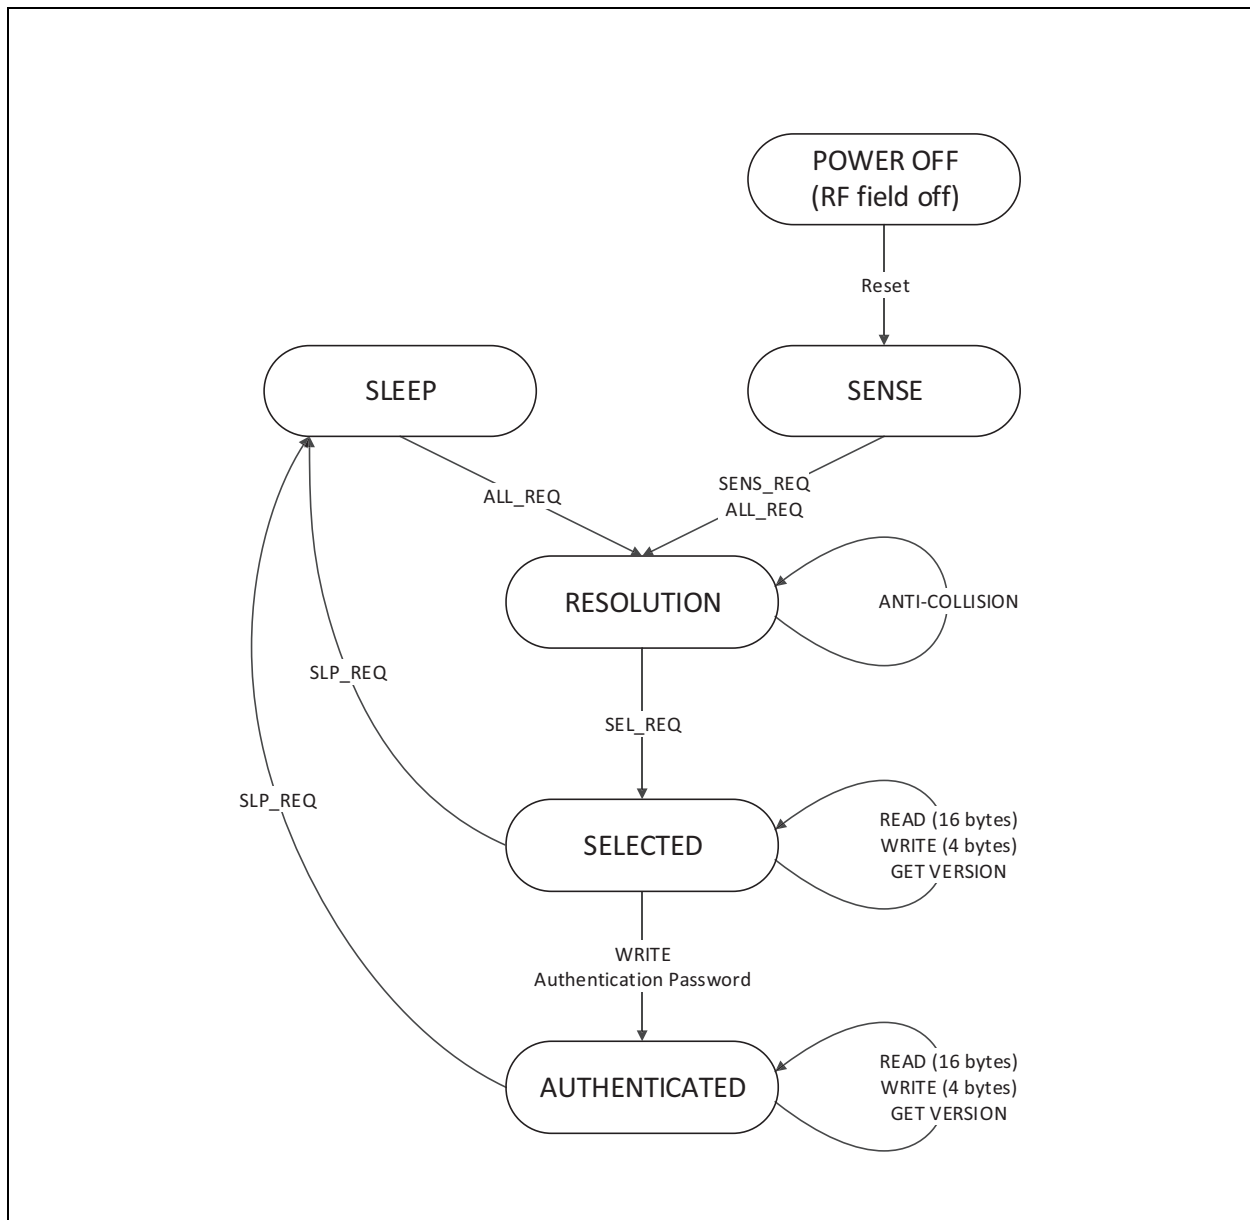 POWER OFF
(RF field off)
Reset
SLEEP
SENSE
ALL_REQ
SENS_REQ
ALL_REQ
RESOLUTION
ANTI-COLLISION
SLP_REQ
SEL_REQ
SLP_REQ
SELECTED
READ (16 bytes)
WRITE (4 bytes)
GET VERSION
WRITE
Authentication Password
AUTHENTICATED
READ (16 bytes)
WRITE (4 bytes)
GET VERSION